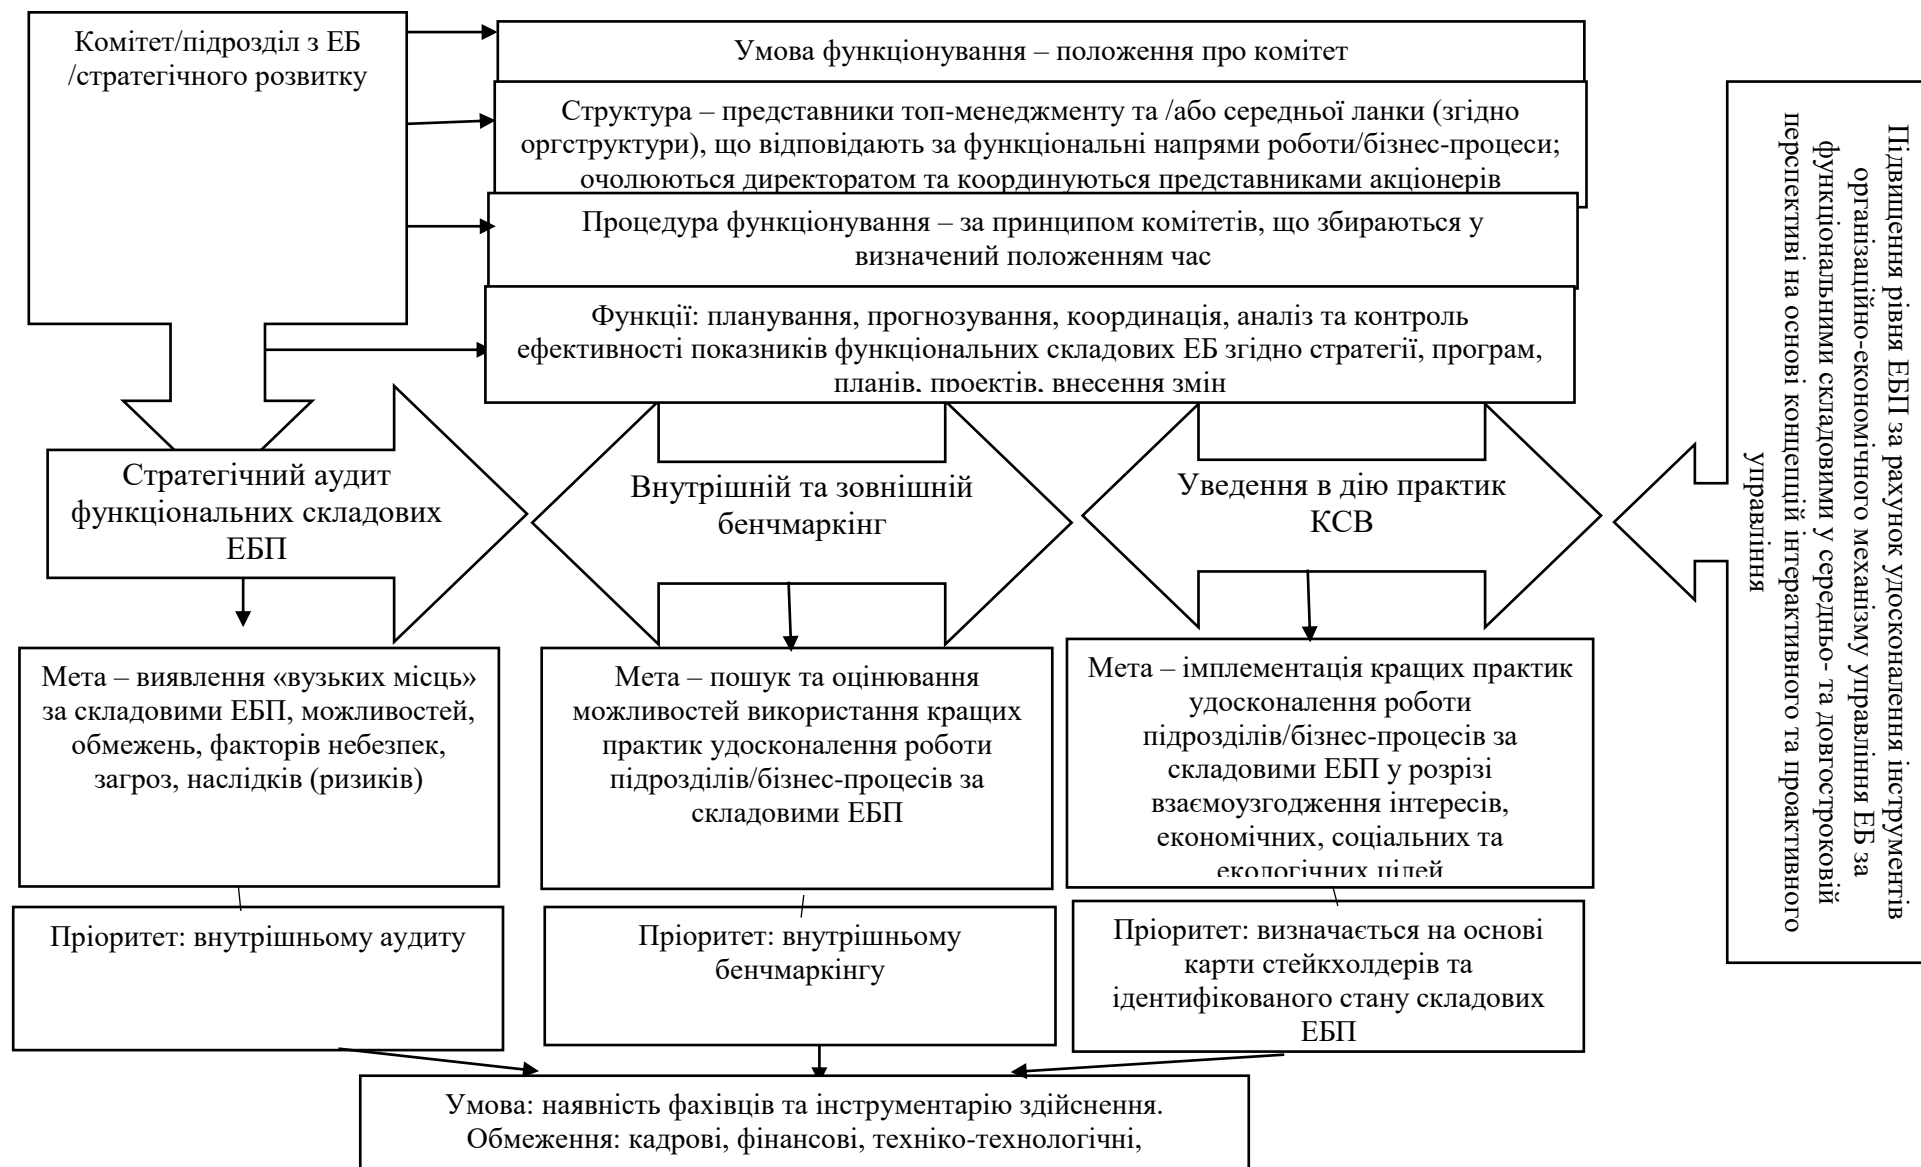 Комітет/підрозділ з ЕБ
/стратегічного розвитку
Умова функціонування – положення про комітет
Структура – представники топ-менеджменту та /або середньої ланки (згідно
оргструктури), що відповідають за функціональні напрями роботи/бізнес-процеси;
очолюються директоратом та координуються представниками акціонерів
Процедура функціонування – за принципом комітетів, що збираються у
визначений положенням час
Функції: планування, прогнозування, координація, аналіз та контроль
ефективності показників функціональних складових ЕБ згідно стратегії, програм,
планів, проектів, внесення змін
Стратегічний аудит
функціональних складових
ЕБП
Внутрішній та зовнішній
бенчмаркінг
Уведення в дію практик
КСВ
Підвищення рівня ЕБП за рахунок удосконалення інструментів
організаційно-економічного механізму управління ЕБ за
функціональними складовими у середньо- та довгостроковій
перспективі на основі концепцій інтерактивного та проактивного
управління
Мета – виявлення «вузьких місць»
за складовими ЕБП, можливостей,
обмежень, факторів небезпек,
загроз, наслідків (ризиків)
Мета – пошук та оцінювання
можливостей використання кращих
практик удосконалення роботи
підрозділів/бізнес-процесів за
складовими ЕБП
Мета – імплементація кращих практик
удосконалення роботи
підрозділів/бізнес-процесів за
складовими ЕБП у розрізі
взаємоузгодження інтересів,
економічних, соціальних та
екологічних цілей
Пріоритет: внутрішньому аудиту
Пріоритет: внутрішньому
бенчмаркінгу
Пріоритет: визначається на основі
карти стейкхолдерів та
ідентифікованого стану складових
ЕБП
Умова: наявність фахівців та інструментарію здійснення.
Обмеження: кадрові, фінансові, техніко-технологічні,